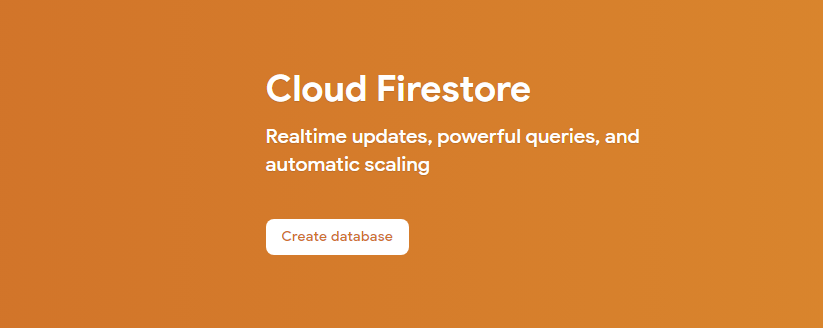 Cloud Firestore
Realtime updates, powerful queries, and
automatic scaling
Create database